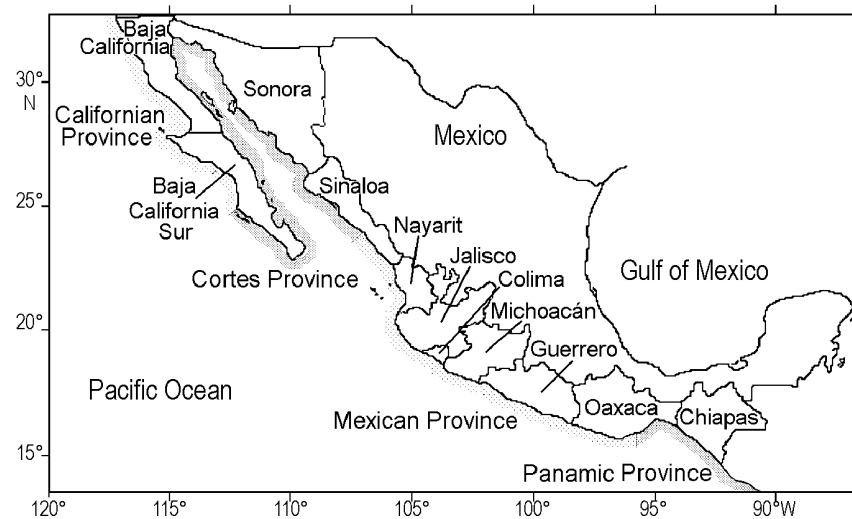 Baja
California
30°
N
Sonora
Californian
Province
Mexico
Baja
California
Sur
25°
Sinaloa
Nayarit
Jalisco
Colima
Cortes Province
Gulf of Mexico
Michoacán
20°
Guerrero
Pacific Ocean
Mexican Province
Oaxaca
Chiapas
15°
Panamic Province
120°
115°
110°
105°
100°
95°
90°W